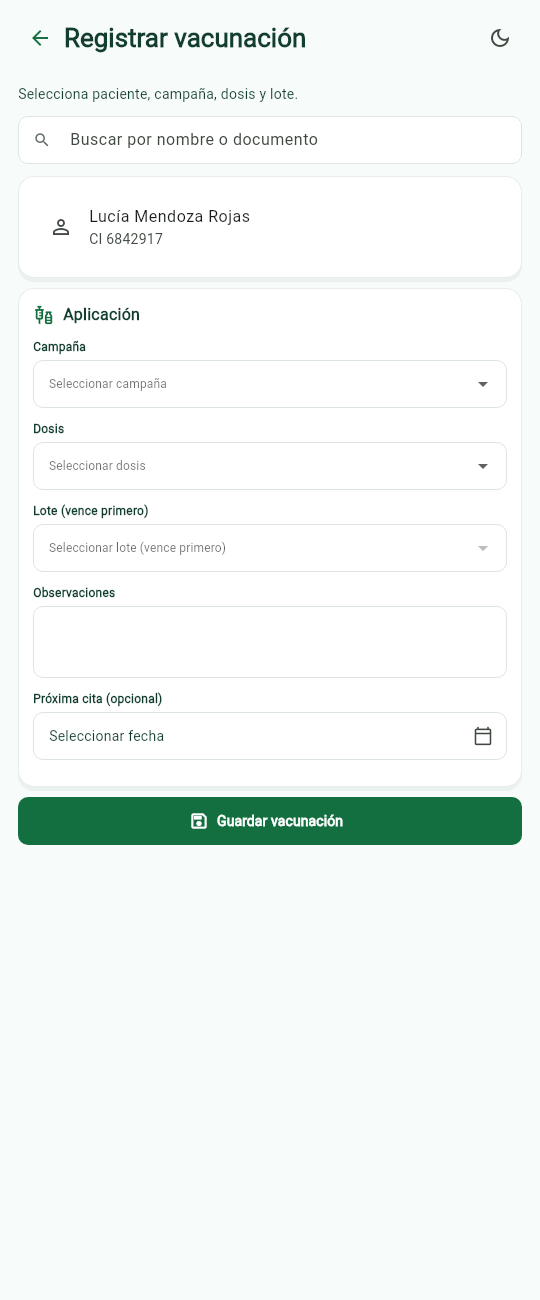 Registrar vacunación
Selecciona paciente, campaña, dosis y lote.
Buscar por nombre o documento
Lucía Mendoza Rojas
CI 6842917
Aplicación
Campaña
Seleccionar campaña
Dosis
Seleccionar dosis
Lote (vence primero)
Seleccionar lote (vence primero)
Observaciones
Próxima cita (opcional)
Seleccionar fecha
Guardar vacunación